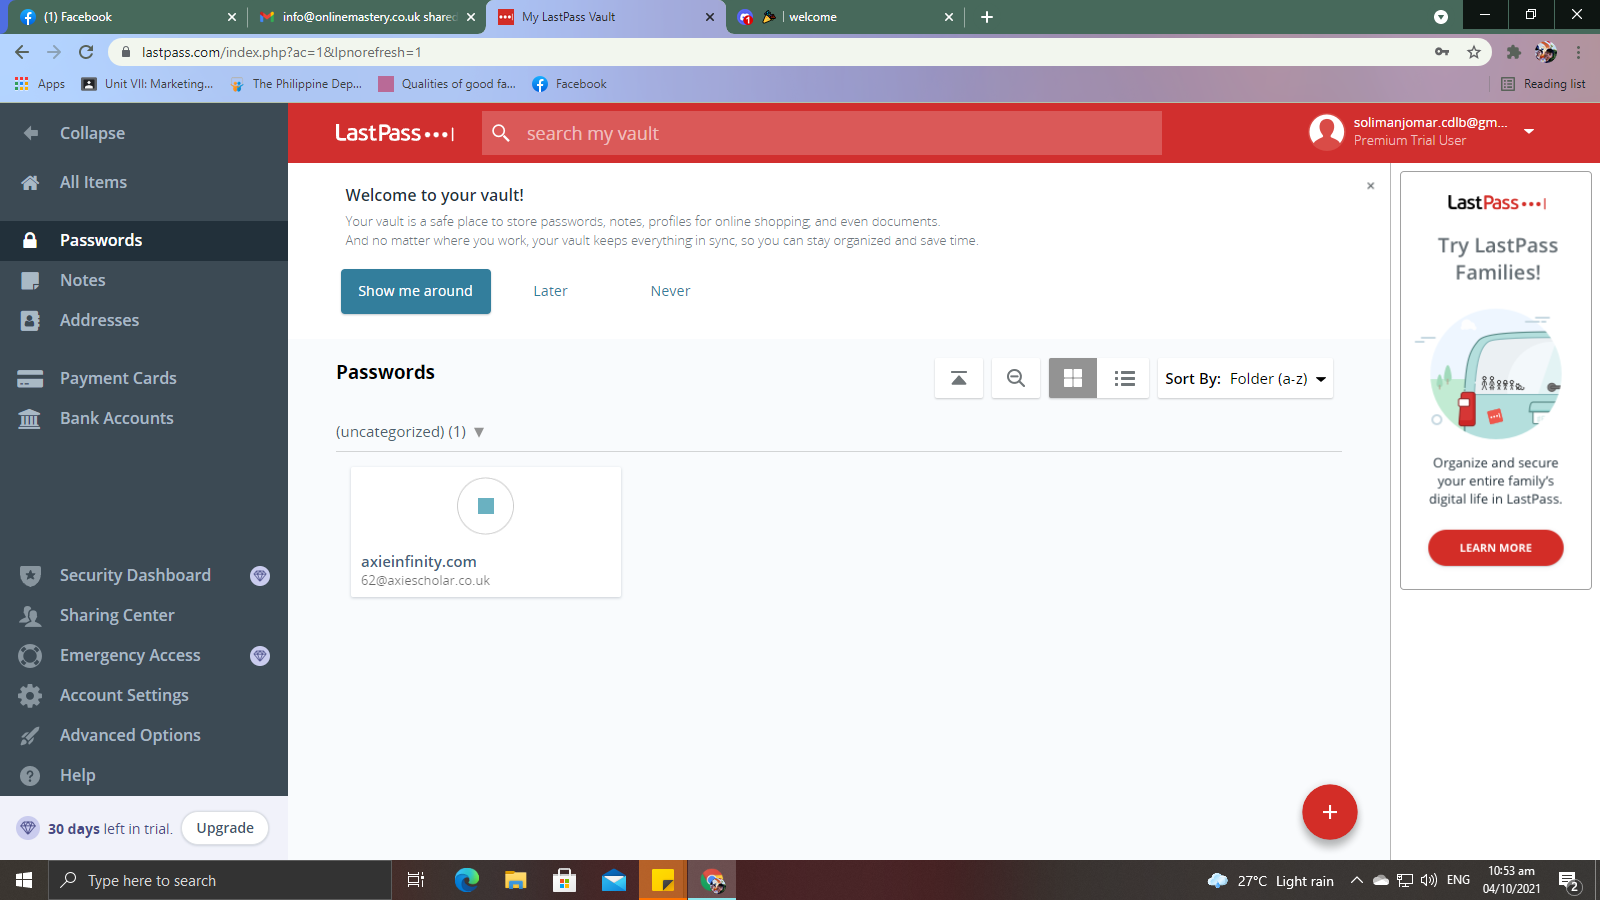 (1) Facebook
info@onlinemastery.co.uk shared
My LastPass Vault
1
| welcome
lastpass.com/index.php?ac=1&lpnorefresh=1
Apps
Unit VII: Marketing...
The Philippine Dep...
Qualities of good fa...
Facebook
Reading list
Collapse
All Items
Passwords
Notes
Addresses
Payment Cards
Bank Accounts
Security Dashboard
Sharing Center
Emergency Access
Account Settings
Advanced Options
Help
30 days left in trial.
Upgrade
LastPass
search my vault
solimanjomar.cdlb@gm...
Premium Trial User
Welcome to your vault!
Your vault is a safe place to store passwords, notes, profiles for online shopping, and even documents.
And no matter where you work, your vault keeps everything in sync, so you can stay organized and save time.
Show me around
Later
Never
Passwords
Sort By: Folder (a-z)
(uncategorized) (1)
axieinfinity.com
62@axiescholar.co.uk
LastPass
Try LastPass
Families!
Organize and secure
your entire family's
digital life in LastPass.
LEARN MORE
Type here to search
27°C Light rain
ENG
10:53 am
04/10/2021
2